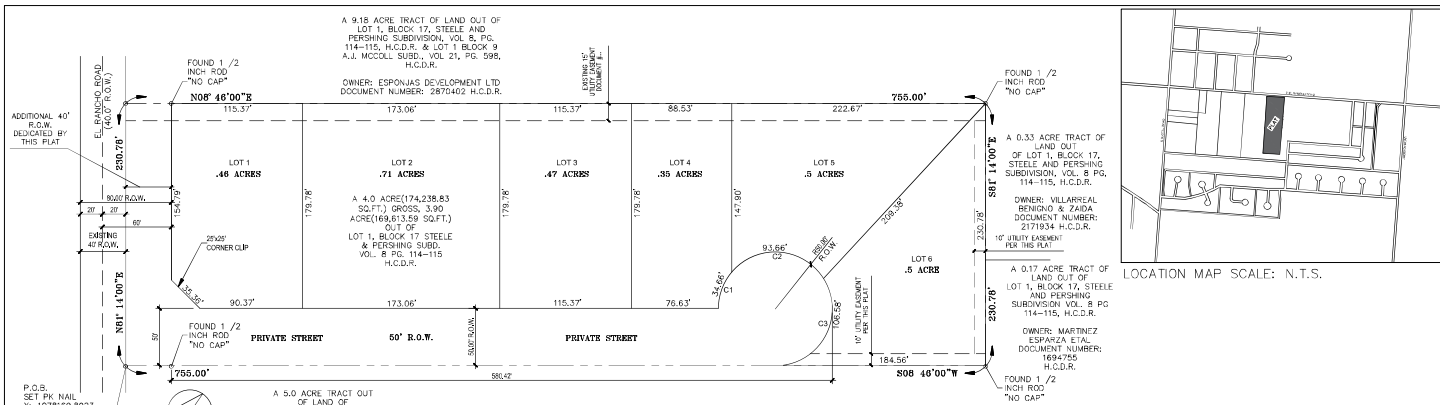 A 9.18 ACRE TRACT OF LAND OUT OF
LOT 1, BLOCK 17, STEELE AND
PERSHING SUBDIVISION, VOL 8, PG.
114-115, H.C.D.R. & LOT 1 BLOCK 9
A.J. MCCOLL SUBD., VOL 21, PG. 598,
H.C.D.R.
OWNER: ESPONJAS DEVELOPMENT LTD
DOCUMENT NUMBER: 2870402 H.C.D.R.
EXISTING 15'
UTILITY EASEMENT
DOCUMENT #:
FOUND 1 /2
INCH ROD
"NO CAP"
FOUND 1 /2
INCH ROD
"NO CAP"
EL RANCHO ROAD
(40.0' R.O.W.)
N08° 46'00"E
755.00'
115.37'
173.06'
115.37'
88.53'
222.67'
ADDITIONAL 40'
R.O.W.
DEDICATED BY
THIS PLAT
230.78'
S81° 14'00"E
230.78'
LOT 1
.46 ACRES
LOT 2
.71 ACRES
LOT 3
.47 ACRES
LOT 4
.35 ACRES
LOT 5
.5 ACRES
A 4.0 ACRE(174,238.83
SQ.FT.) GROSS, 3.90
ACRE(169,613.59 SQ.FT.)
OUT OF
LOT 1, BLOCK 17 STEELE
& PERSHING SUBD.
VOL. 8 PG. 114-115
H.C.D.R.
154.79'
179.78'
179.78'
179.78'
147.90'
209.38'
80.00' R.O.W.
20'
20'
60'
EXISTING
40' R.O.W.
25'x25'
CORNER CLIP
35.36'
90.37'
173.06'
115.37'
76.63'
34.66'
C1
93.66'
C2
R50.00'
R.O.W.
C3
106.58'
LOT 6
.5 ACRE
10' UTILITY EASEMENT
PER THIS PLAT
A 0.33 ACRE TRACT OF
LAND OUT
OF LOT 1, BLOCK 17,
STEELE AND PERSHING
SUBDIVISION, VOL 8, PG,
114-115, H.C.D.R.
OWNER: VILLARREAL
BENIGNO & ZAIDA
DOCUMENT NUMBER:
2171934 H.C.D.R.
10' UTILITY EASEMENT
PER THIS PLAT
A 0.17 ACRE TRACT OF
LAND OUT OF
LOT 1, BLOCK 17, STEELE
AND PERSHING
SUBDIVISION VOL. 8 PG
114-115, H.C.D.R.
OWNER: MARTINEZ
ESPARZA ETAL
DOCUMENT NUMBER:
1694755
H.C.D.R.
230.78'
N81° 14'00"E
50'
FOUND 1 /2
INCH ROD
"NO CAP"
PRIVATE STREET
50' R.O.W.
50.00' R.O.W.
PRIVATE STREET
184.56'
755.00'
580.42'
S08 46'00"W
FOUND 1 /2
INCH ROD
"NO CAP"
P.O.B.
SET PK NAIL
A 5.0 ACRE TRACT OUT
OF LAND OF
PLAT
LOCATION MAP SCALE: N.T.S.